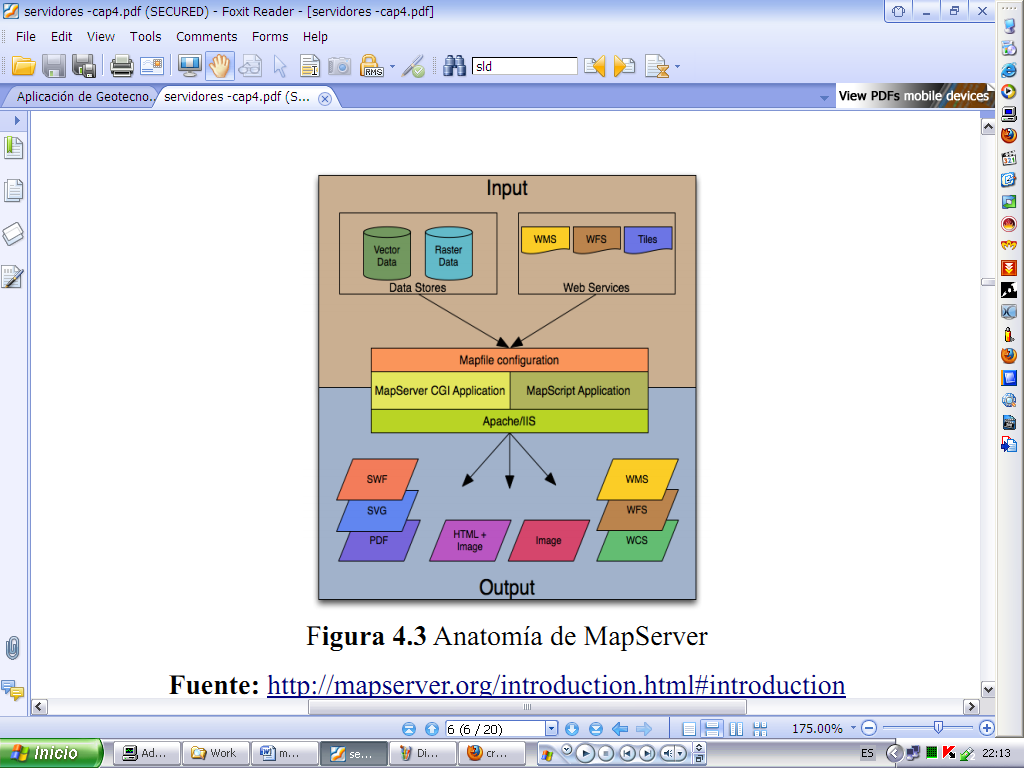 servidores -cap4.pdf (SECURED) - Foxit Reader - [servidores -cap4.pdf]
File Edit View Tools Comments Forms Help
RMS sld
Aplicación de Geotecno... servidores -cap4.pdf (S... View PDFs mobile devices
Input
Vector
Data
Raster
Data
Data Stores
WMS WFS Tiles
Web Services
Mapfile configuration
MapServer CGI Application MapScript Application
Apache/IIS
SWF
SVG
PDF
HTML +
Image
Image
WMS
WFS
WCS
Output
Figura 4.3 Anatomía de MapServer
Fuente: http://mapserver.org/introduction.html#introduction
6 (6 / 20) 175.00%
Inicio Ad... Work m... se... Di... cr... ES 22:13